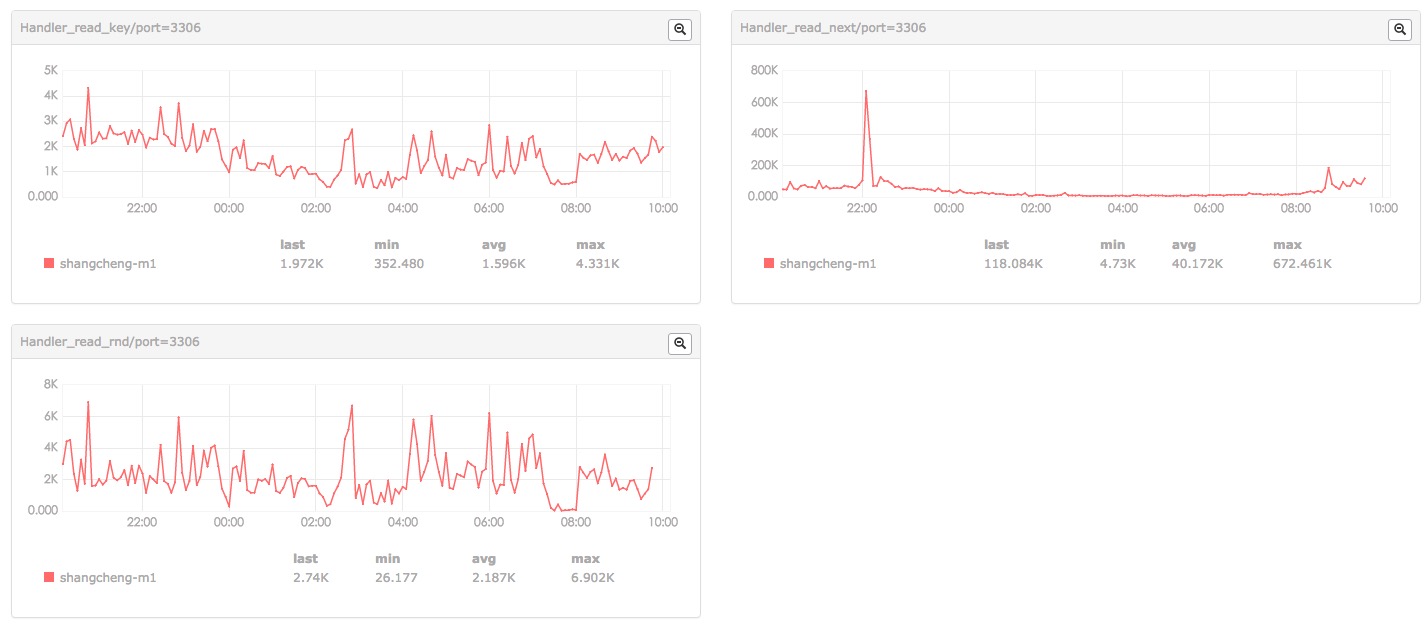 Handler_read_key/port=3306
5K
4K
3K
2K
1K
0.000
22:00 00:00 02:00 04:00 06:00 08:00 10:00
last min avg max
shangcheng-m1 1.972K 352.480 1.596K 4.331K
Handler_read_next/port=3306
800K
600K
400K
200K
0.000
22:00 00:00 02:00 04:00 06:00 08:00 10:00
last min avg max
shangcheng-m1 118.084K 4.73K 40.172K 672.461K
Handler_read_rnd/port=3306
8K
6K
4K
2K
0.000
22:00 00:00 02:00 04:00 06:00 08:00 10:00
last min avg max
shangcheng-m1 2.74K 26.177 2.187K 6.902K